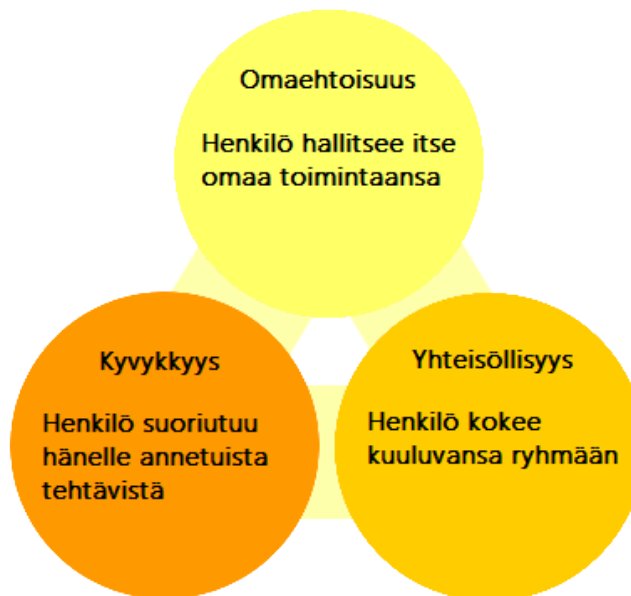 Omaehtoisuus
Henkilö hallitsee itse
omaa toimintaansa
Kyvykkyys
Henkilö suoriutuu
hänelle annetuista
tehtävistä
Yhteisöllisyys
Henkilö kokee
kuuluvansa ryhmään